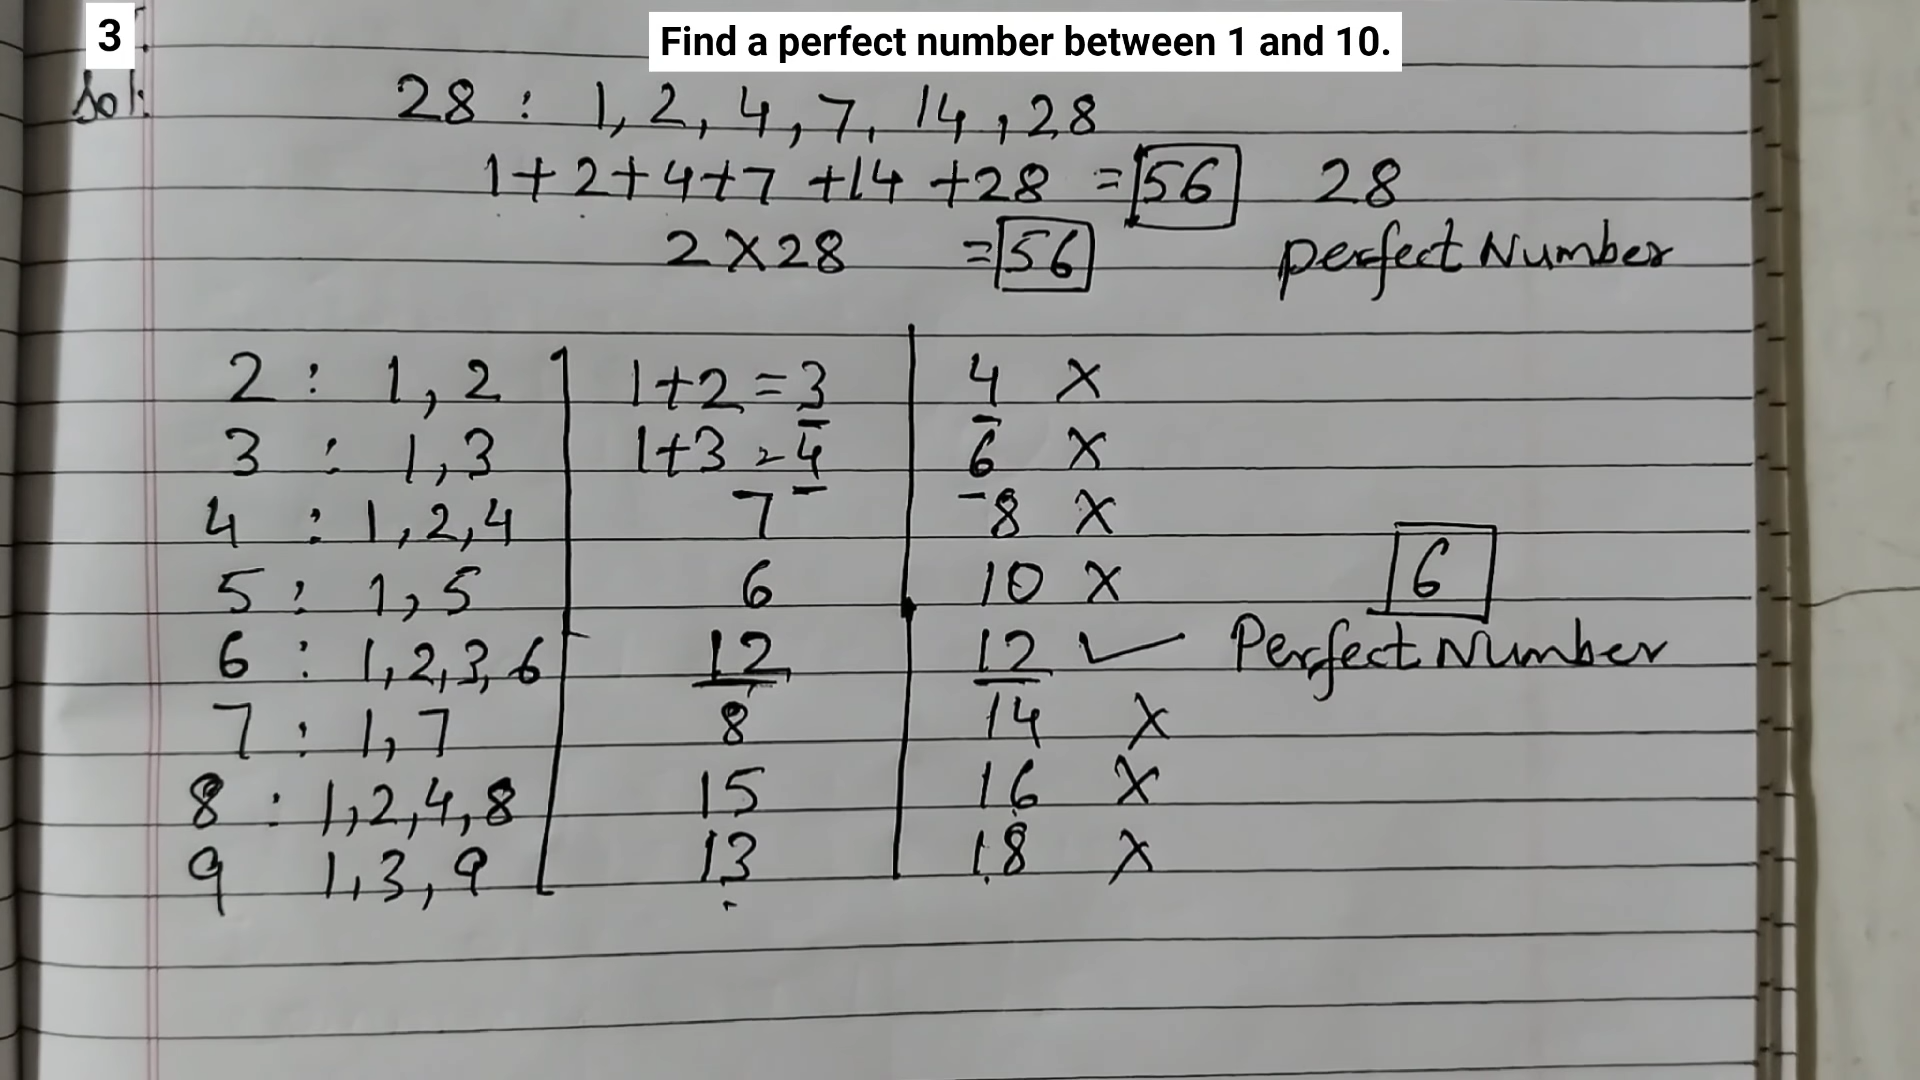 3
Find a perfect number between 1 and 10.
Sol:
28 : 1, 2, 4, 7, 14, 28
1+2+4+7+14+28 = 56 28
2×28 = 56 perfect Number
2 : 1, 2 1+2=3 4 ×
3 : 1,3 1+3=4 6 ×
4 : 1,2,4 7 8 ×
5 : 1,5 6 10 × 6
6 : 1,2,3,6 12 12 ✓ Perfect Number
7 : 1,7 8 14 ×
8 : 1,2,4,8 15 16 ×
9 1,3,9 13 18 ×